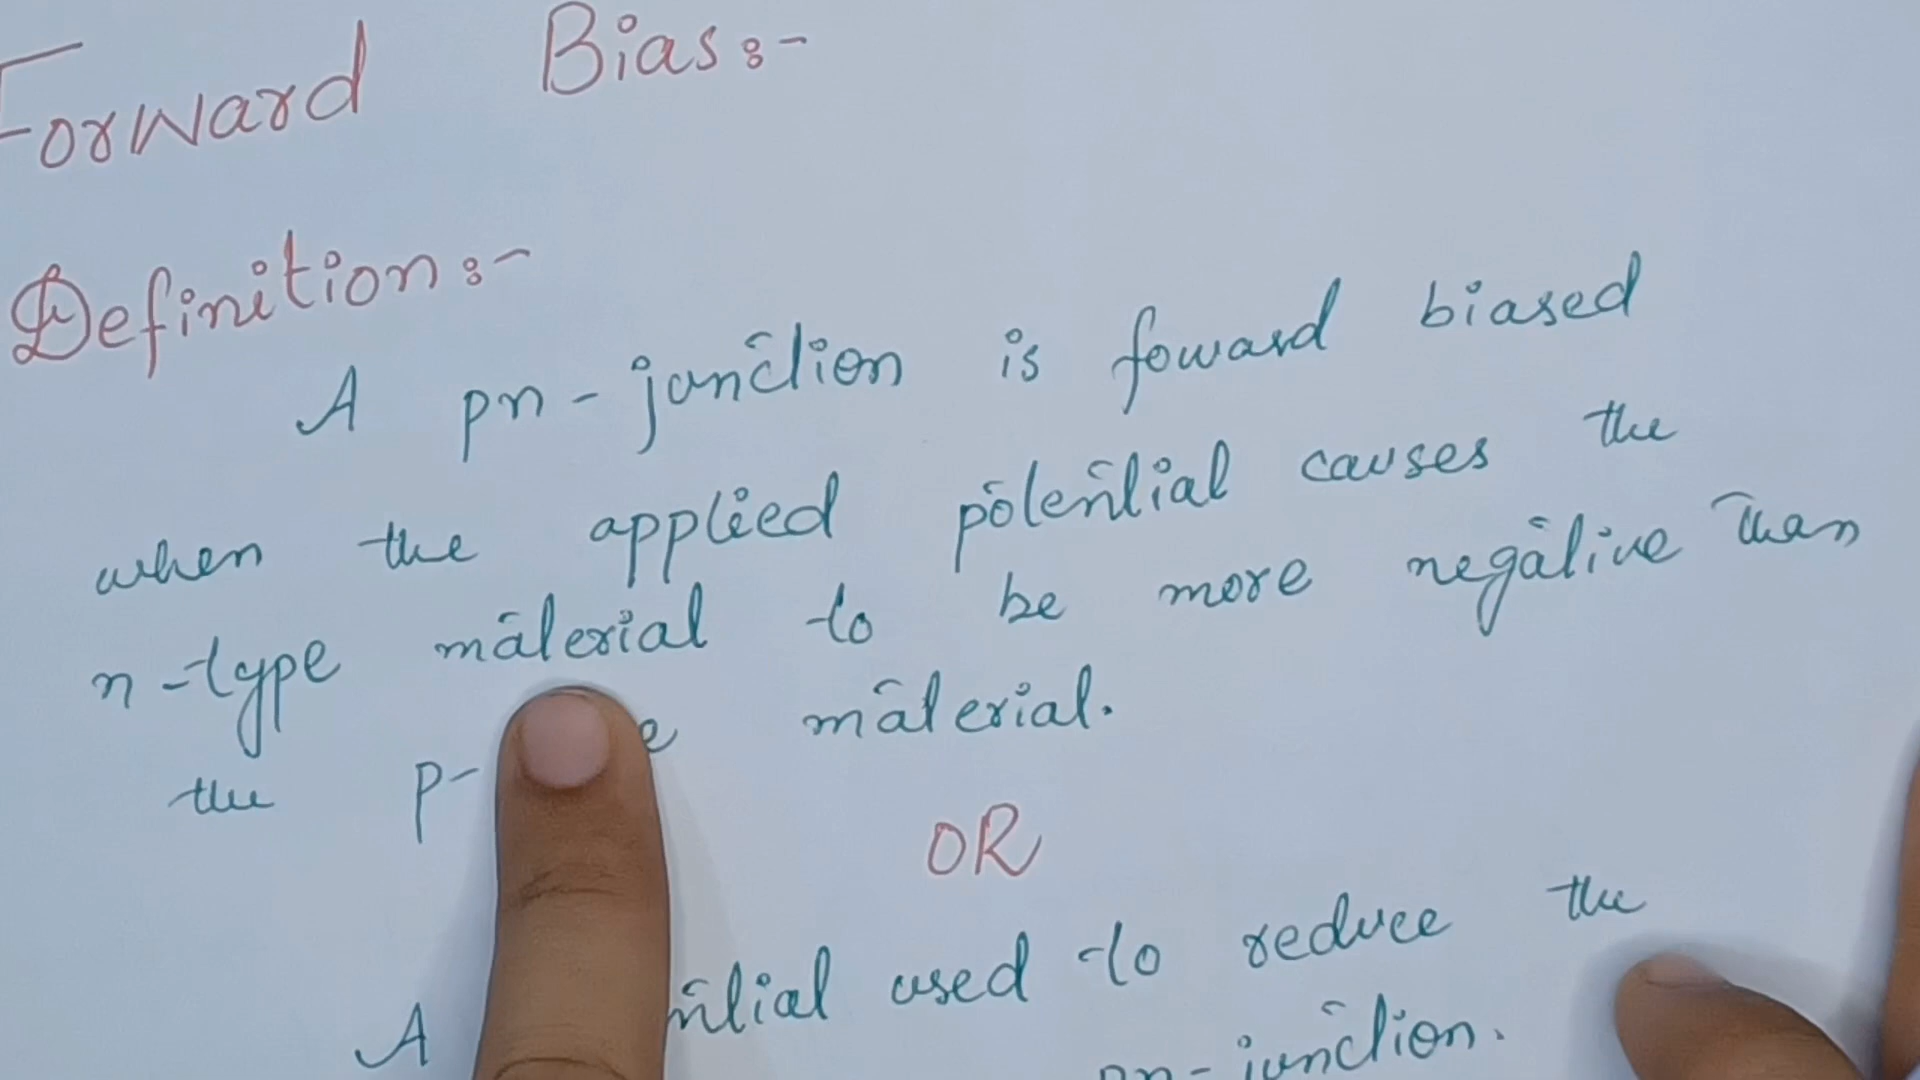 Forward Bias:-
Definition:-
A pn-junction is foward biased
when the applied potential causes the
n-type material to be more negative than
the p- material.
OR
A used to reduce the
pn-junction.